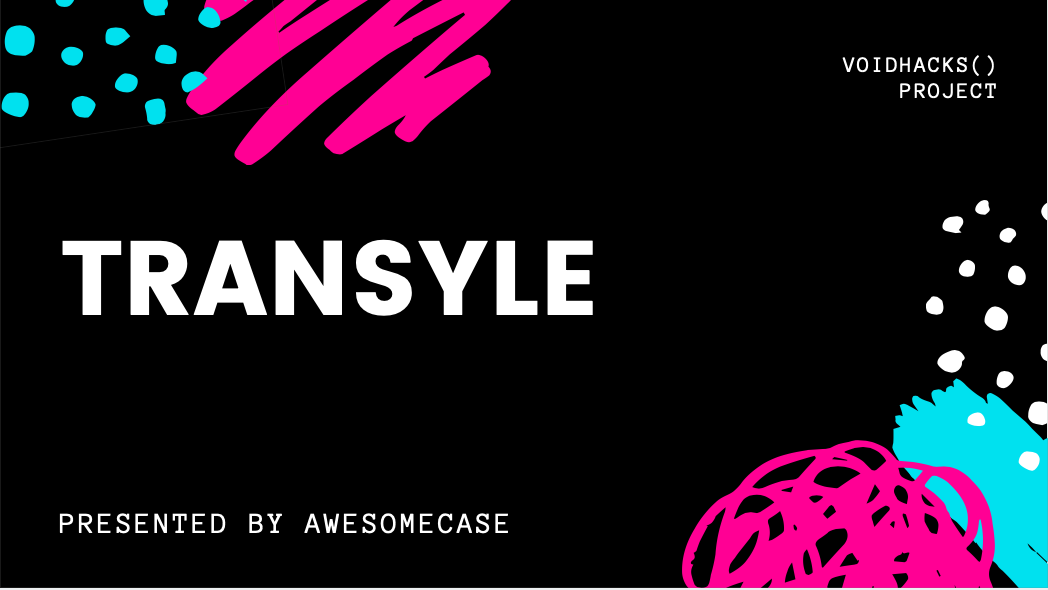 VOIDHACKS()
PROJECT
TRANSYLE
PRESENTED BY AWESOMECASE